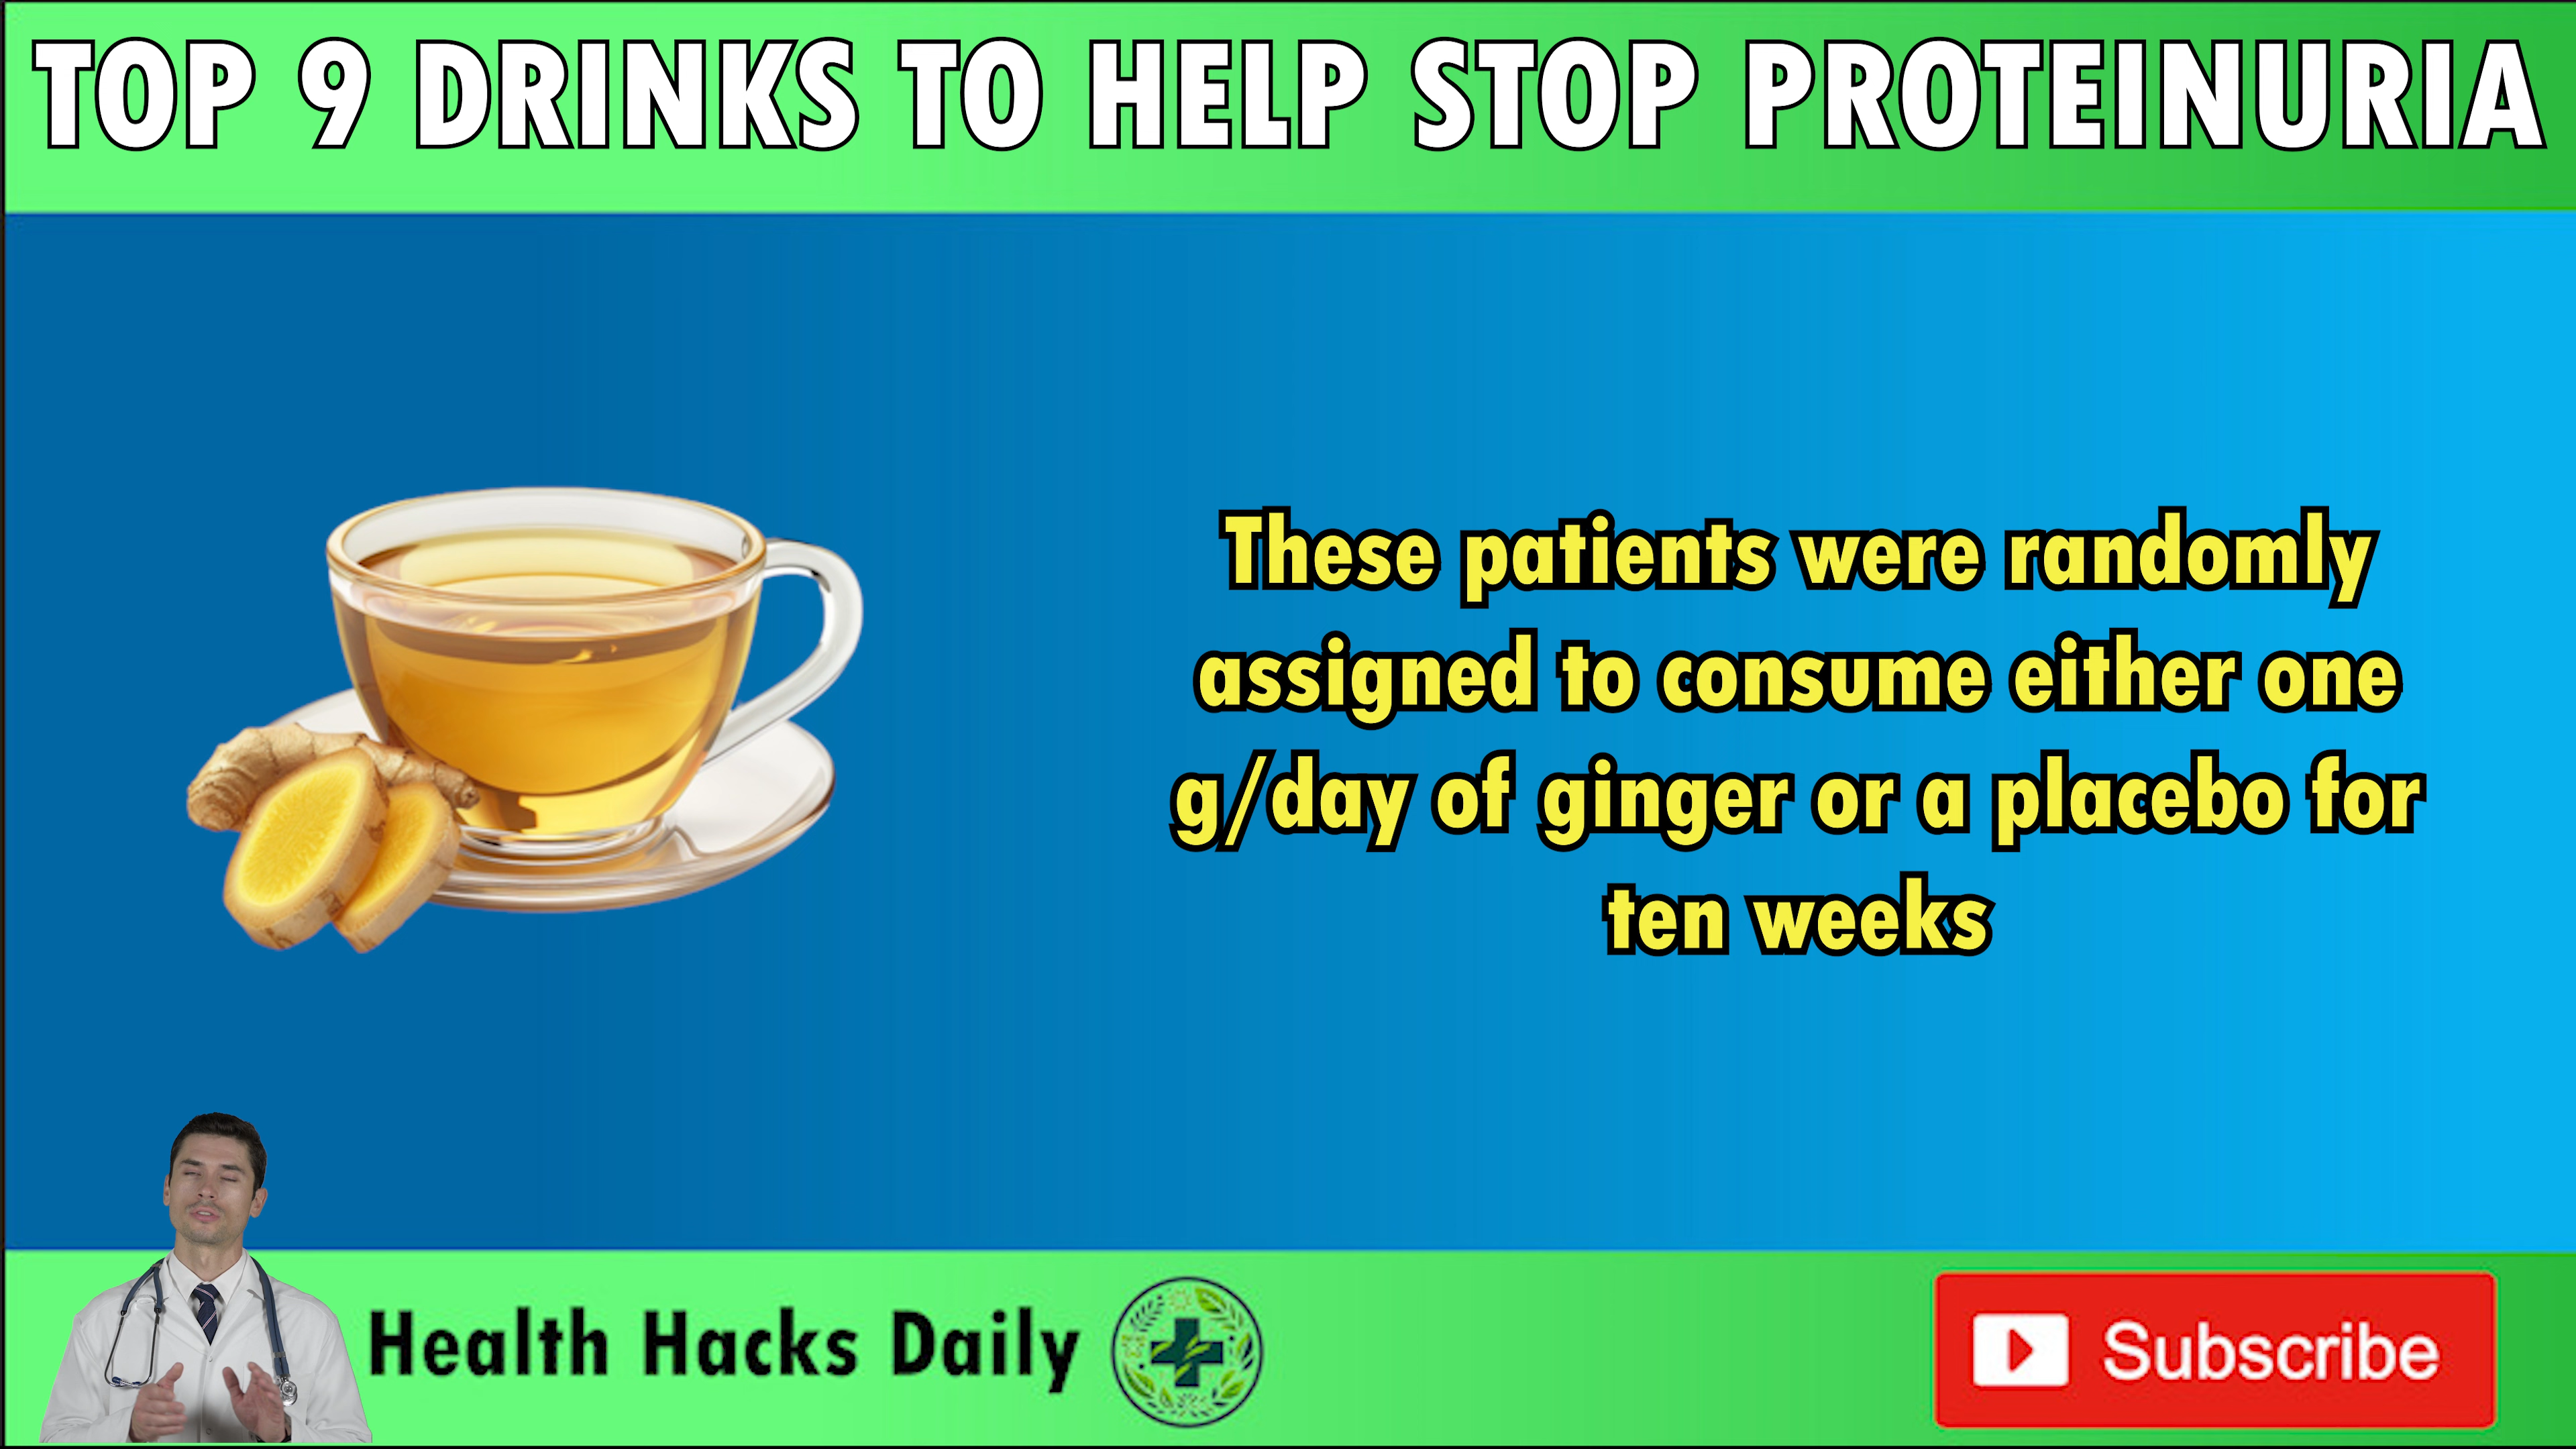 TOP 9 DRINKS TO HELP STOP PROTEINURIA
These patients were randomly
assigned to consume either one
g/day of ginger or a placebo for
ten weeks
Health Hacks Daily
Subscribe